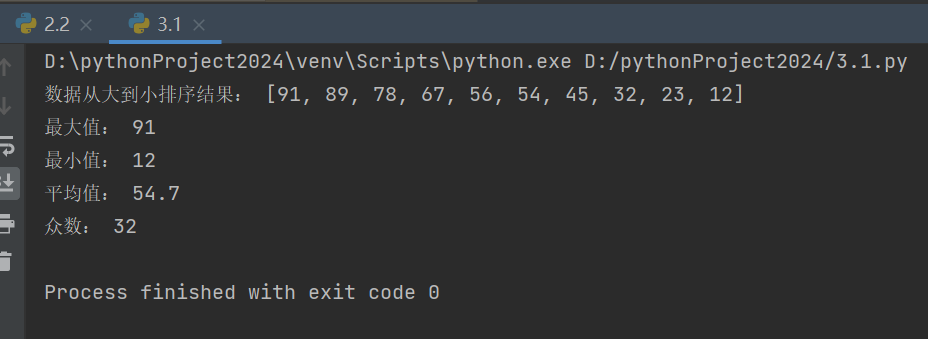 2.2 3.1
D:\pythonProject2024\venv\Scripts\python.exe D:/pythonProject2024/3.1.py
数据从大到小排序结果： [91, 89, 78, 67, 56, 54, 45, 32, 23, 12]
最大值： 91
最小值： 12
平均值： 54.7
众数： 32
Process finished with exit code 0